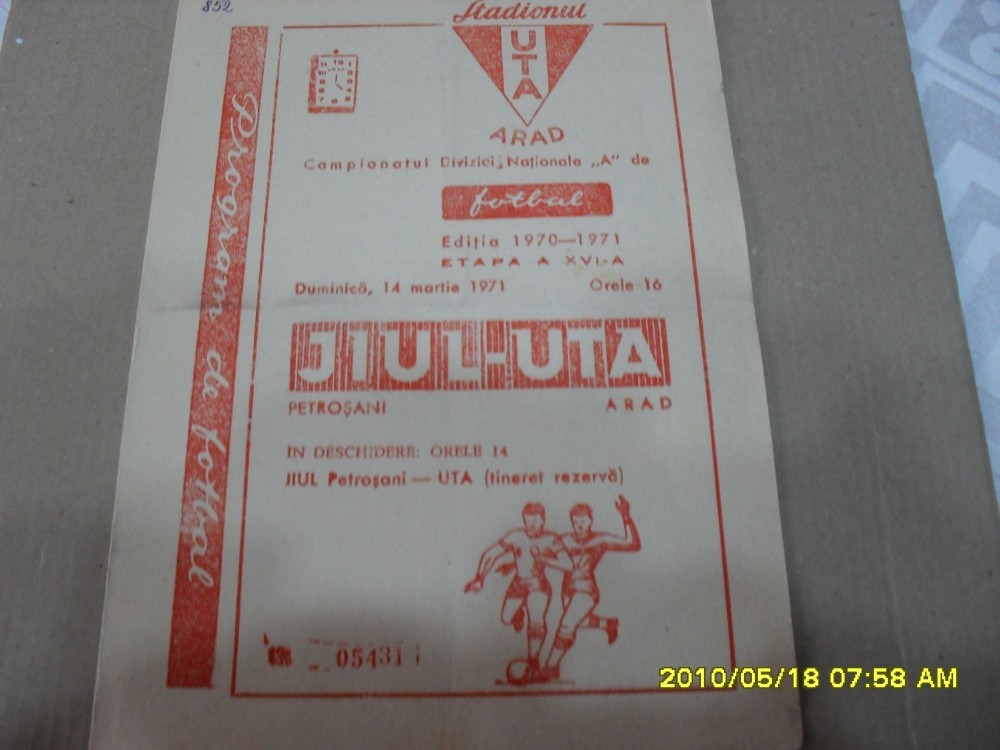 852
Stadionul
UTA
ARAD
Campionatul Diviziei Naționale „A" de
fotbal
Ediția 1970—1971
ETAPA A XVI-A
Duminică, 14 martie 1971 Orele 16
JIUL-UTA
PETROȘANI ARAD
IN DESCHIDERE: ORELE 14
JIUL Petroșani — UTA (tineret rezervă)
05431
Program de fotbal
2010/05/18 07:58 AM